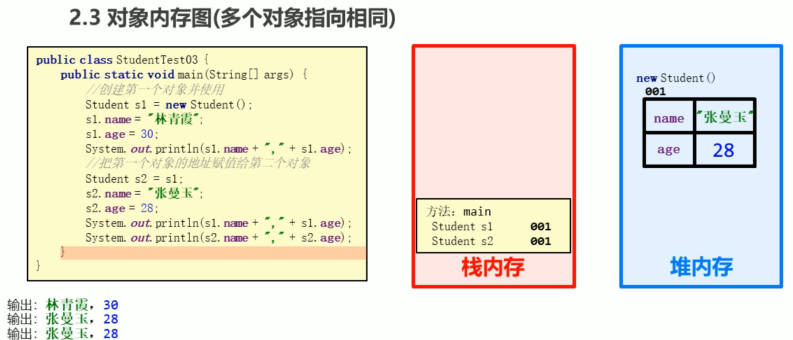 2.3 对象内存图(多个对象指向相同)
public class StudentTest03 {
public static void main(String[] args) {
//创建第一个对象并使用
Student s1 = new Student();
s1.name = "林青霞";
s1.age = 30;
System.out.println(s1.name + "," + s1.age);
//把第一个对象的地址赋值给第二个对象
Student s2 = s1;
s2.name = "张曼玉";
s2.age = 28;
System.out.println(s1.name + "," + s1.age);
System.out.println(s2.name + "," + s2.age);
}
}
方法：main
Student s1 001
Student s2 001
栈内存
new Student()
001
name "张曼玉"
age 28
堆内存
输出：林青霞，30
输出：张曼玉，28
输出：张曼玉，28